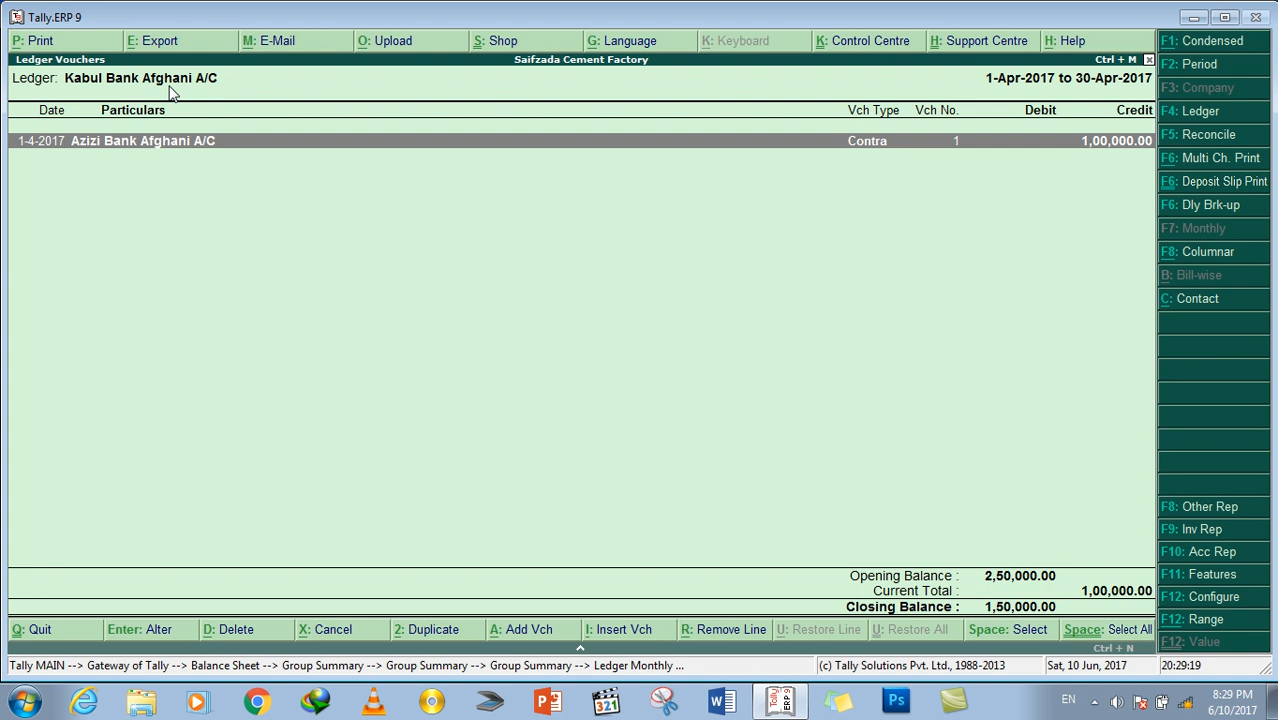 Tally.ERP 9
P: Print E: Export M: E-Mail O: Upload S: Shop G: Language K: Keyboard K: Control Centre H: Support Centre H: Help
Ledger Vouchers Saifzada Cement Factory Ctrl + M
Ledger: Kabul Bank Afghani A/C 1-Apr-2017 to 30-Apr-2017
Date Particulars Vch Type Vch No. Debit Credit
1-4-2017 Azizi Bank Afghani A/C Contra 1 1,00,000.00
Opening Balance : 2,50,000.00
Current Total : 1,00,000.00
Closing Balance : 1,50,000.00
Q: Quit Enter: Alter D: Delete X: Cancel 2: Duplicate A: Add Vch I: Insert Vch R: Remove Line U: Restore Line U: Restore All Space: Select Space: Select All
Ctrl + N
Tally MAIN --> Gateway of Tally --> Balance Sheet --> Group Summary --> Group Summary --> Group Summary --> Ledger Monthly ... (c) Tally Solutions Pvt. Ltd., 1988-2013 Sat, 10 Jun, 2017 20:29:19
F1: Condensed
F2: Period
F3: Company
F4: Ledger
F5: Reconcile
F6: Multi Ch. Print
F6: Deposit Slip Print
F6: Dly Brk-up
F7: Monthly
F8: Columnar
B: Bill-wise
C: Contact
F8: Other Rep
F9: Inv Rep
F10: Acc Rep
F11: Features
F12: Configure
F12: Range
F12: Value
321
Tally
ERP 9
Ps
EN
8:29 PM
6/10/2017